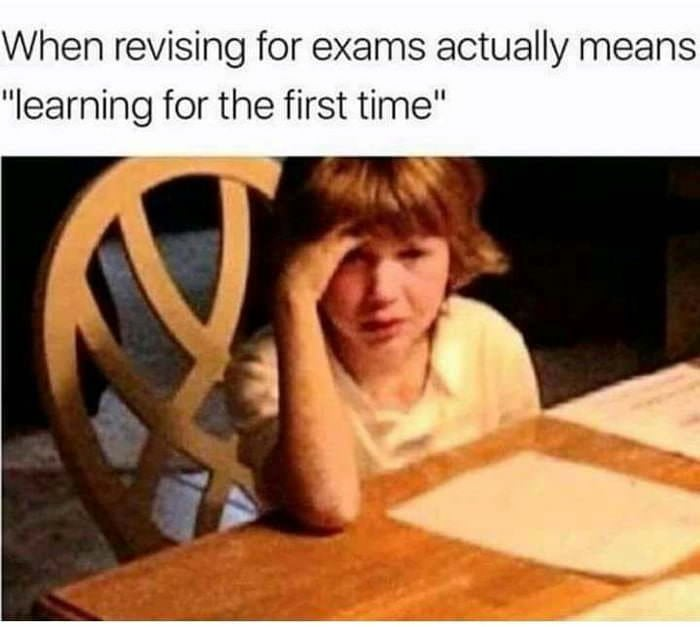 When revising for exams actually means
"learning for the first time"